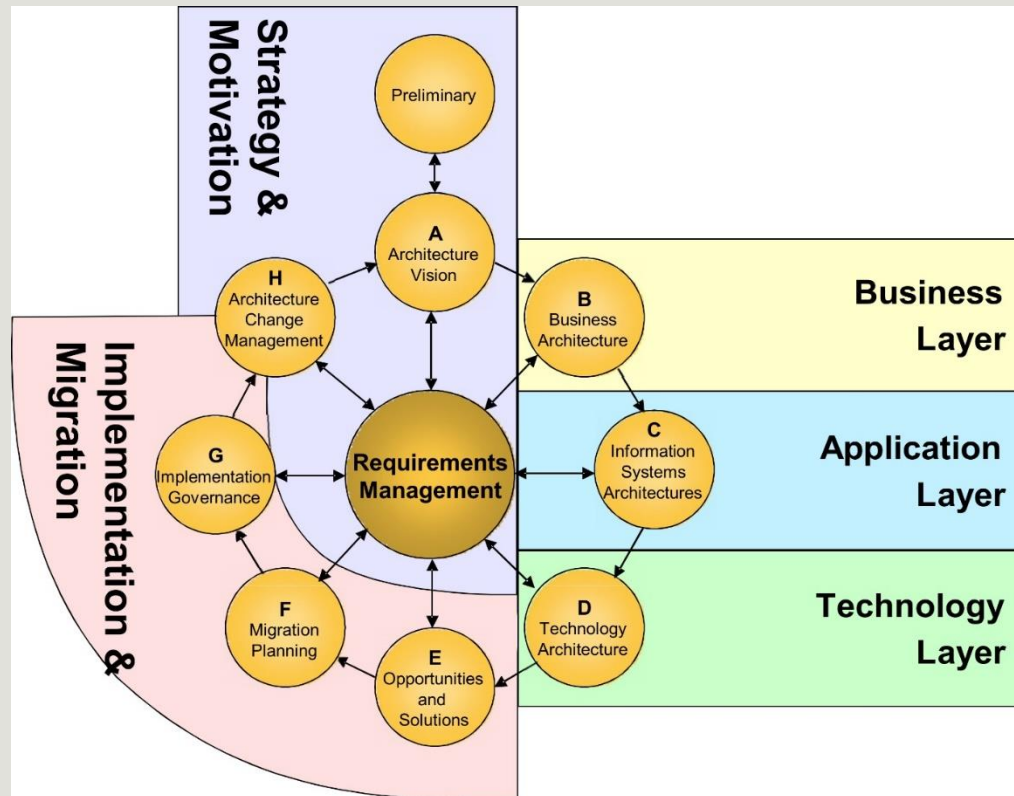 Strategy &
Motivation
Preliminary
A
Architecture
Vision
H
Architecture
Change
Management
B
Business
Architecture
Business
Layer
Implementation &
Migration
G
Implementation
Governance
Requirements
Management
C
Information
Systems
Architectures
Application
Layer
F
Migration
Planning
E
Opportunities
and
Solutions
D
Technology
Architecture
Technology
Layer